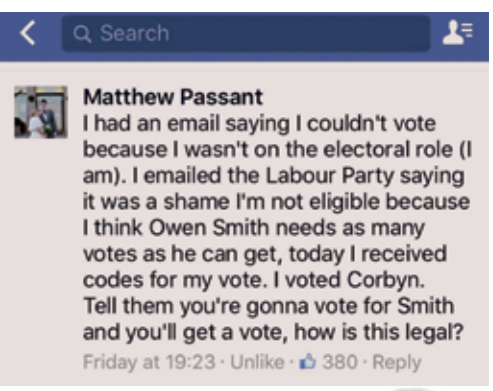 Search
Matthew Passant
I had an email saying I couldn't vote
because I wasn't on the electoral role (I
am). I emailed the Labour Party saying
it was a shame I'm not eligible because
I think Owen Smith needs as many
votes as he can get, today I received
codes for my vote. I voted Corbyn.
Tell them you're gonna vote for Smith
and you'll get a vote, how is this legal?
Friday at 19:23 · Unlike · 380 · Reply